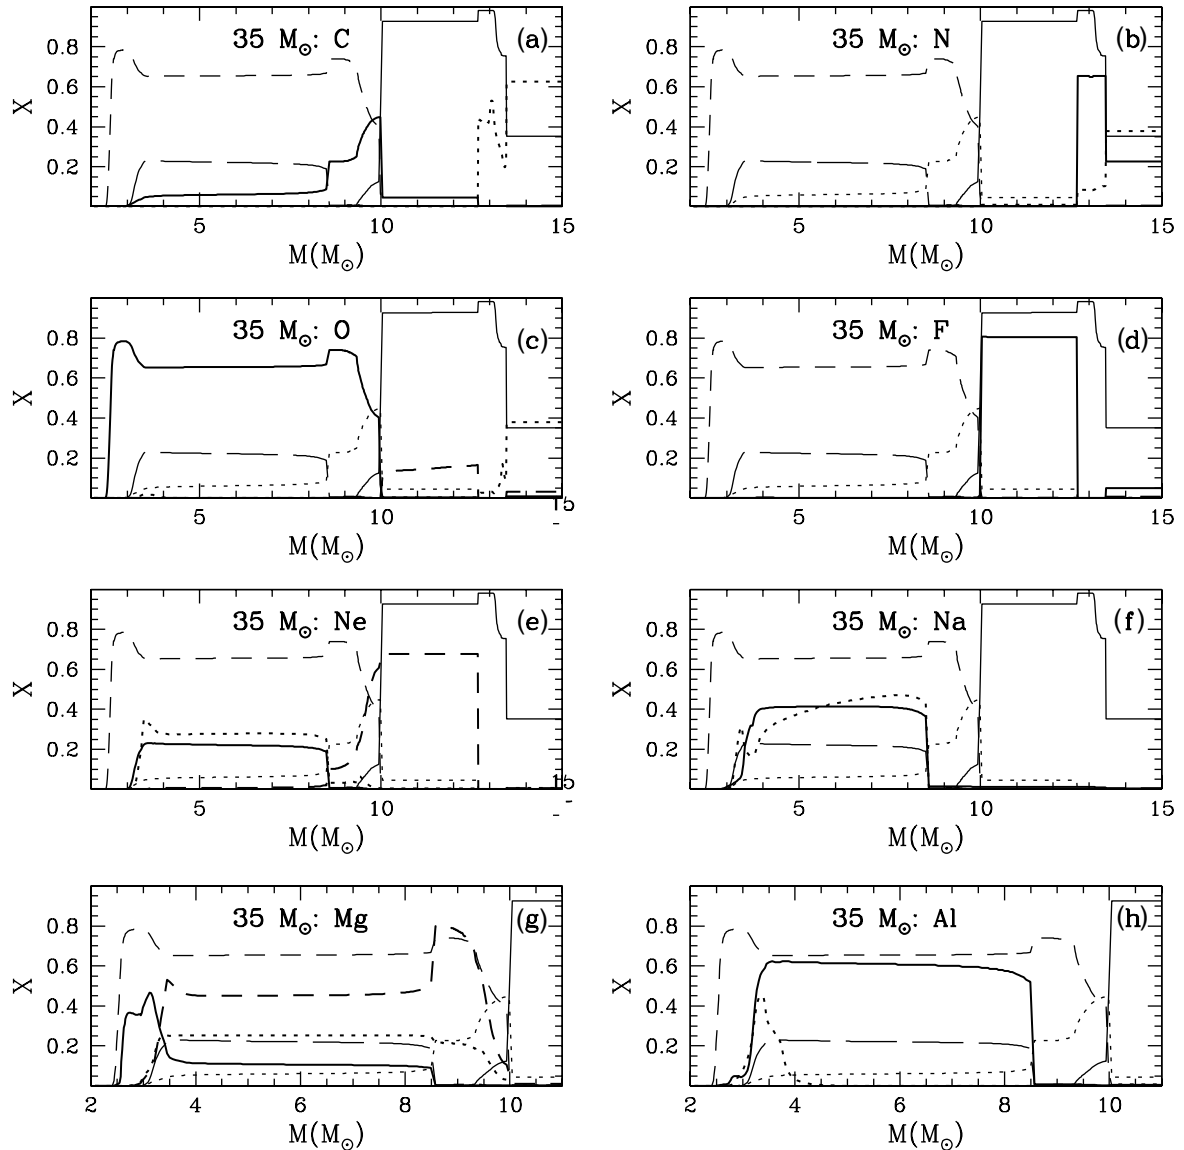 35 M⊙: C
(a)
X
0.8
0.6
0.4
0.2
5
10
15
M(M⊙)
35 M⊙: N
(b)
X
0.8
0.6
0.4
0.2
5
10
15
M(M⊙)
35 M⊙: O
(c)
X
0.8
0.6
0.4
0.2
5
10
15
M(M⊙)
35 M⊙: F
(d)
X
0.8
0.6
0.4
0.2
5
10
15
M(M⊙)
35 M⊙: Ne
(e)
X
0.8
0.6
0.4
0.2
5
10
15
M(M⊙)
35 M⊙: Na
(f)
X
0.8
0.6
0.4
0.2
5
10
15
M(M⊙)
35 M⊙: Mg
(g)
X
0.8
0.6
0.4
0.2
2
4
6
8
10
M(M⊙)
35 M⊙: Al
(h)
X
0.8
0.6
0.4
0.2
2
4
6
8
10
M(M⊙)